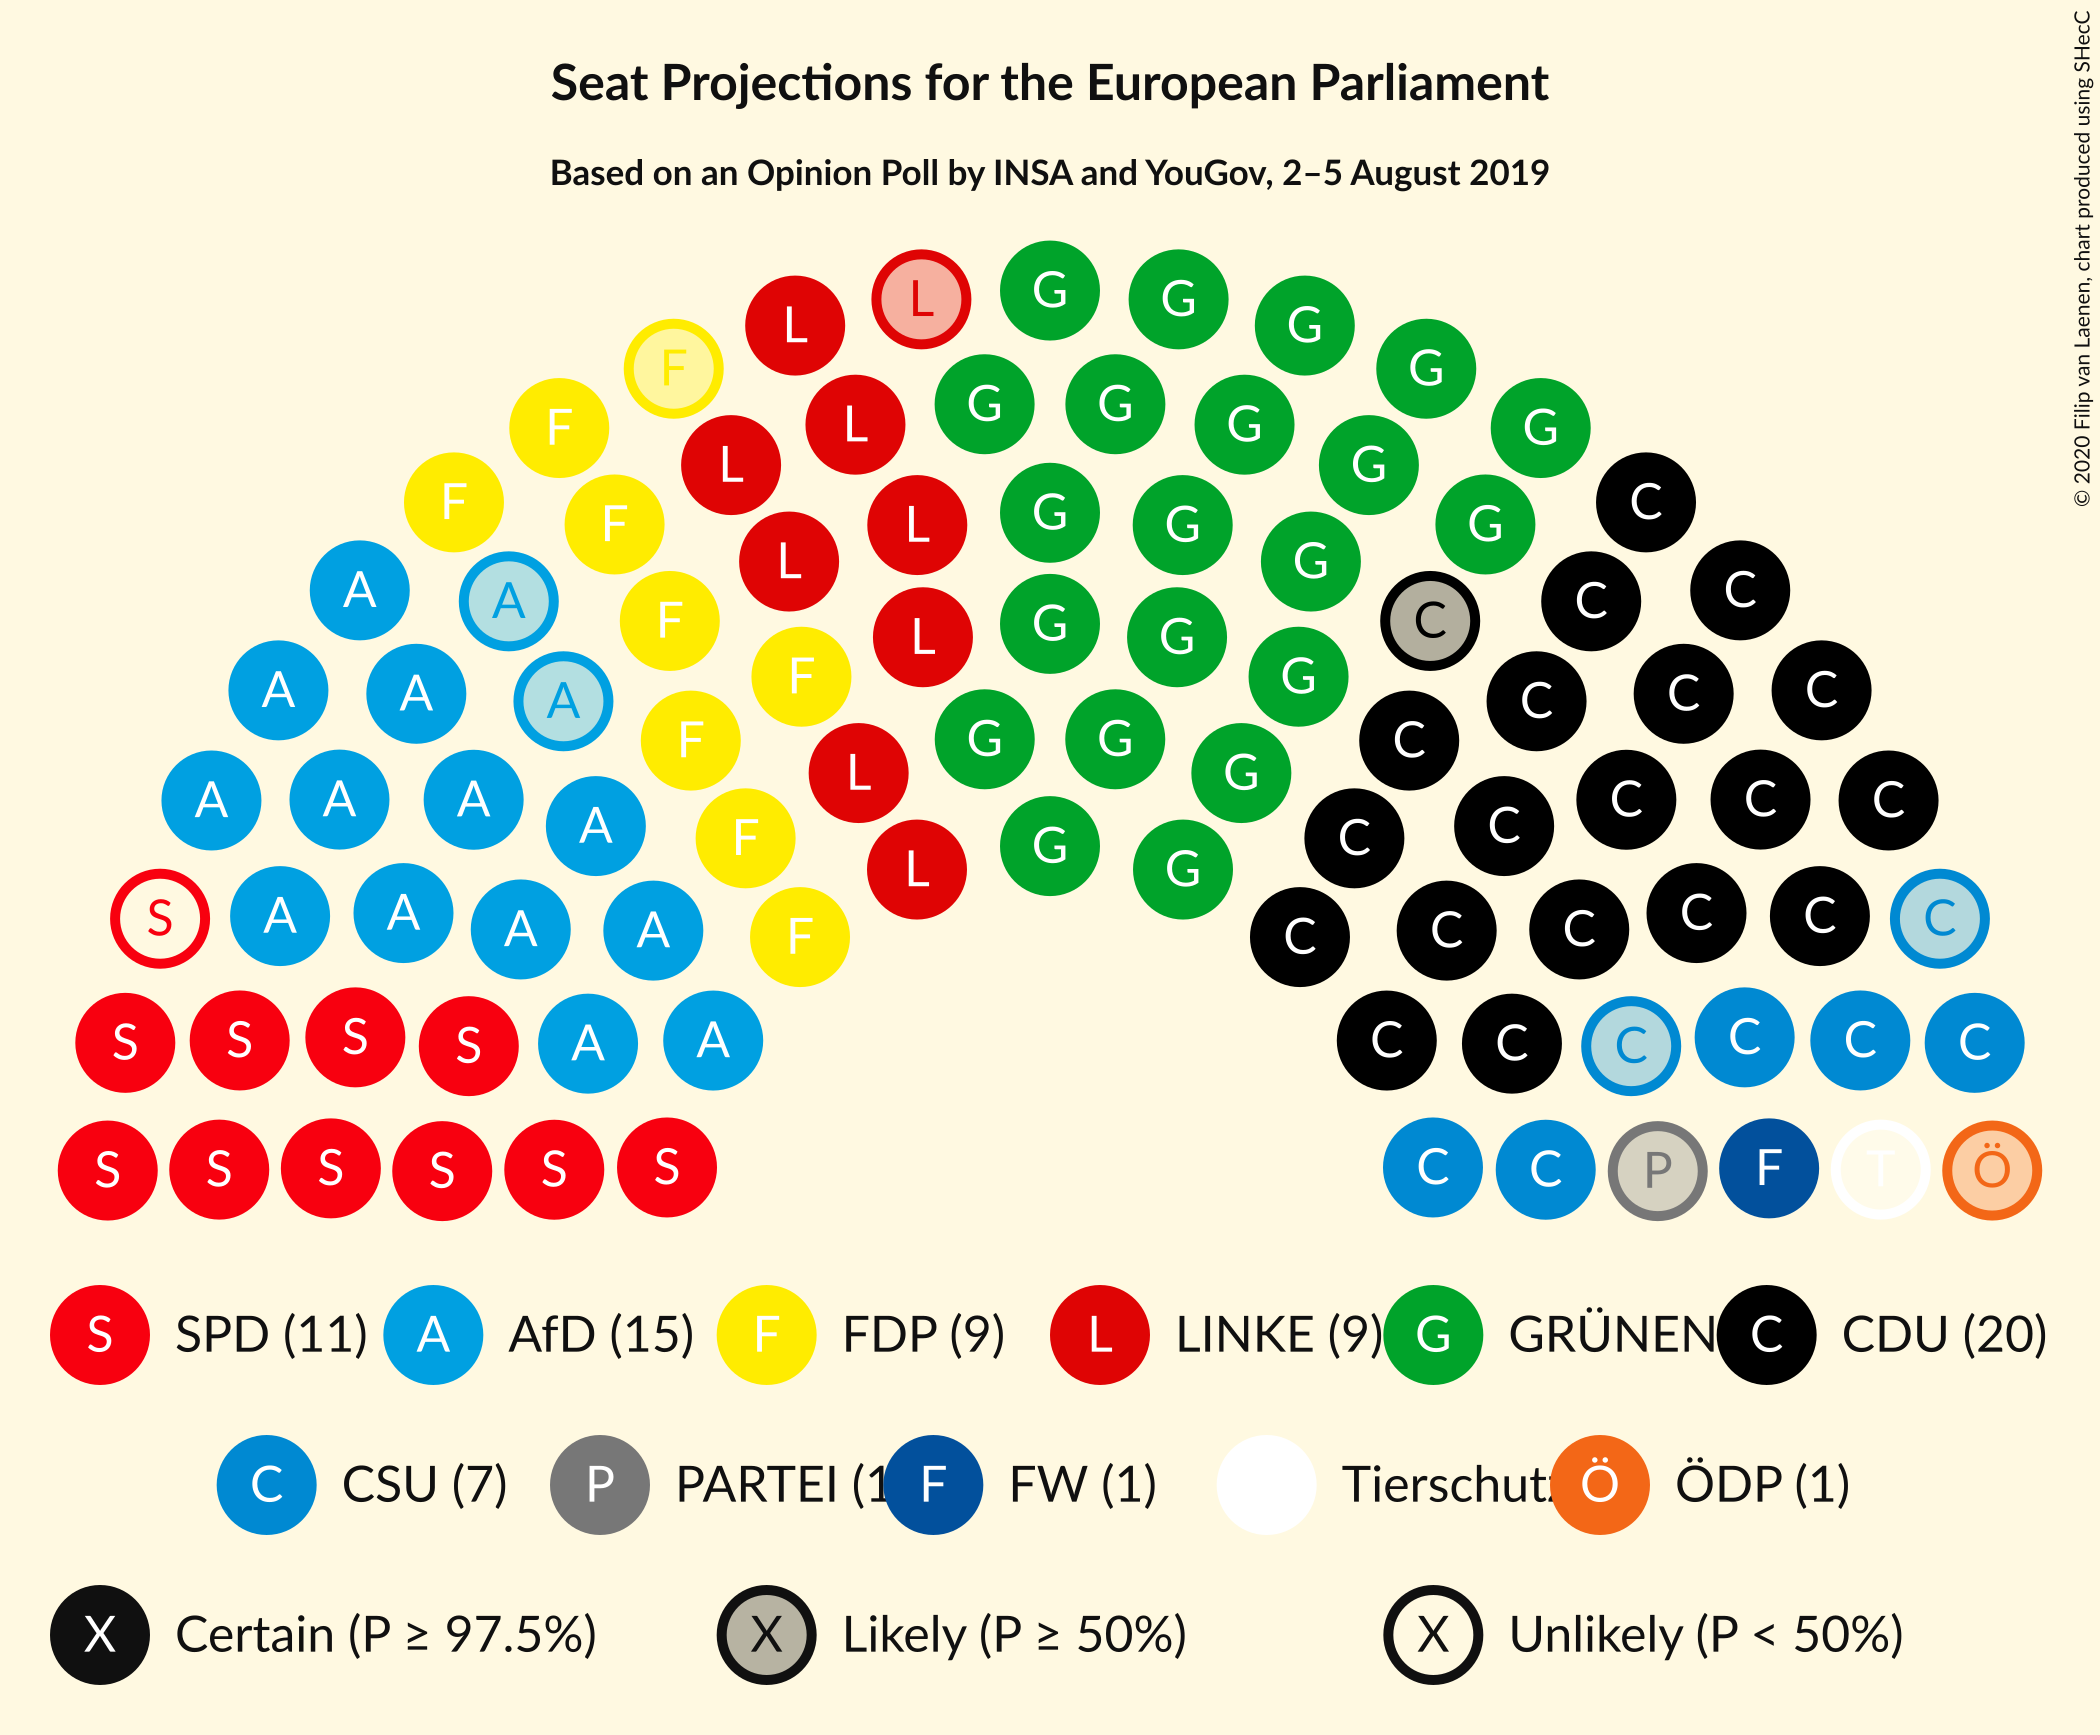 Seat Projections for the European Parliament
Based on an Opinion Poll by INSA and YouGov, 2–5 August 2019
© 2020 Filip van Laenen, chart produced using SHecC
L G G G
F L G
F L G G G G
F F L L G G C
A A F L G G G C C C
A A A F F L G G G C C C C
A A A A F F L G G G C C C C C
S A A A A F L G G C C C C C C
S S S S A A C C C C C C
S S S S S S C C P F T Ö
S SPD (11) A AfD (15) F FDP (9) L LINKE (9) G GRÜNEN C CDU (20)
C CSU (7) P PARTEI (1 F FW (1) Tierschutz Ö ÖDP (1)
X Certain (P ≥ 97.5%) X Likely (P ≥ 50%) X Unlikely (P < 50%)